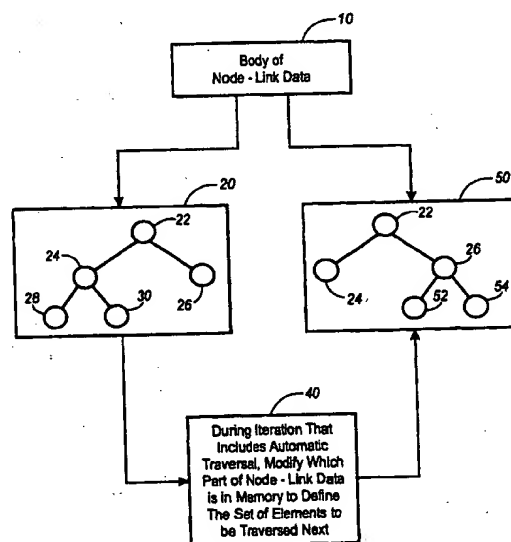 10
Body of
Node - Link Data
20
50
22
24
26
28
30
22
24
26
52
54
40
During Iteration That
Includes Automatic
Traversal, Modify Which
Part of Node - Link Data
is in Memory to Define
The Set of Elements to
be Traversed Next